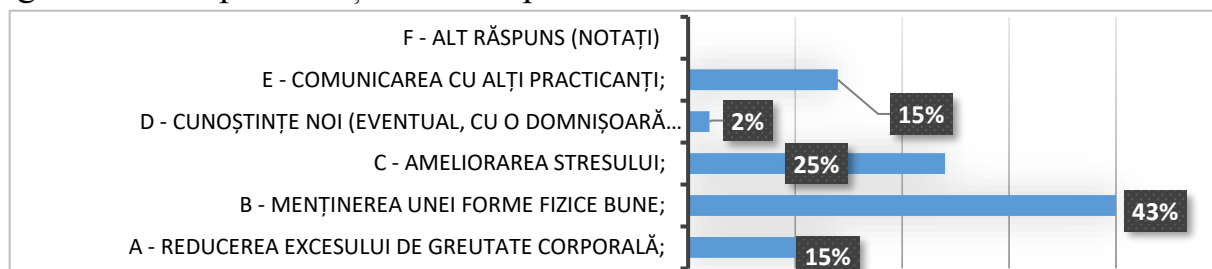 F - ALT RĂSPUNS (NOTAȚI)
E - COMUNICAREA CU ALȚI PRACTICANȚI;
15%
D - CUNOȘTINȚE NOI (EVENTUAL, CU O DOMNIȘOARĂ...
2%
C - AMELIORAREA STRESULUI;
25%
B - MENȚINEREA UNEI FORME FIZICE BUNE;
43%
A - REDUCEREA EXCESULUI DE GREUTATE CORPORALĂ;
15%